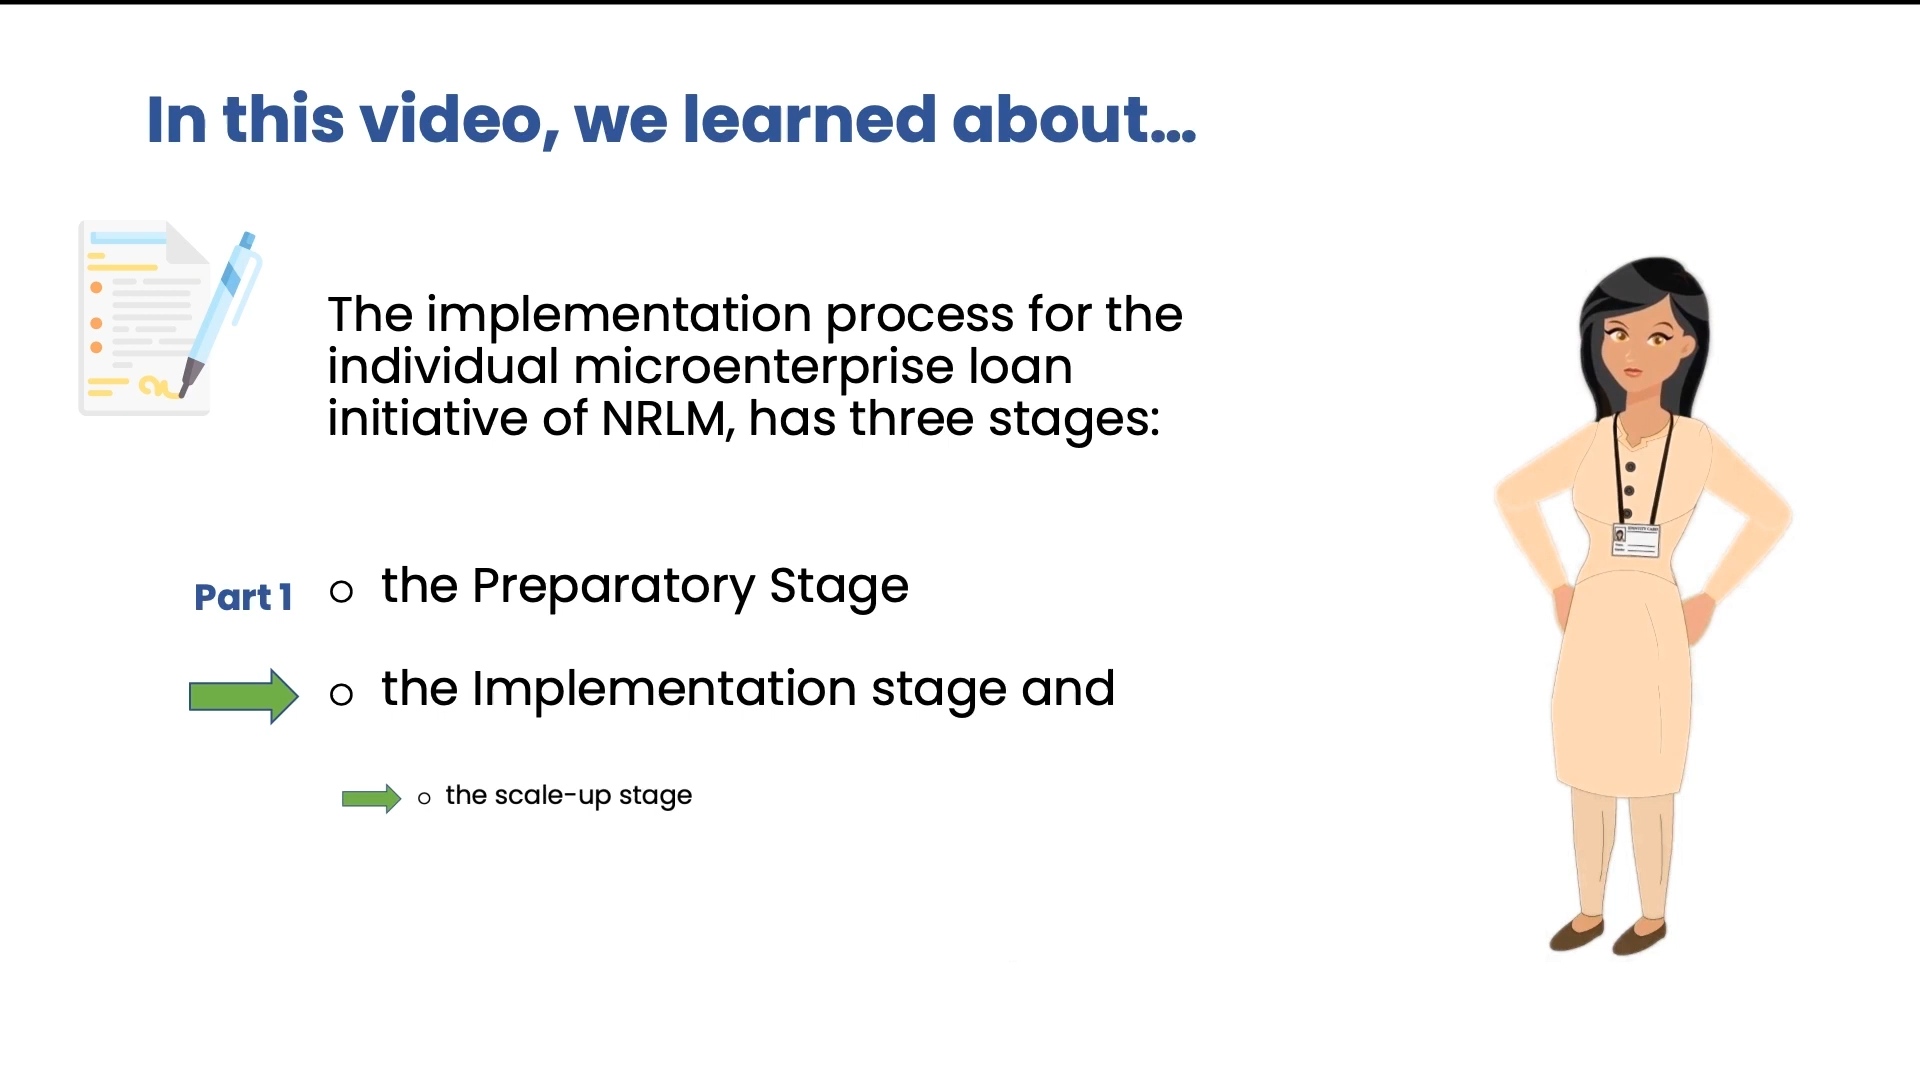 In this video, we learned about...
The implementation process for the
individual microenterprise loan
initiative of NRLM, has three stages:
Part 1
o the Preparatory Stage
o the Implementation stage and
o the scale-up stage